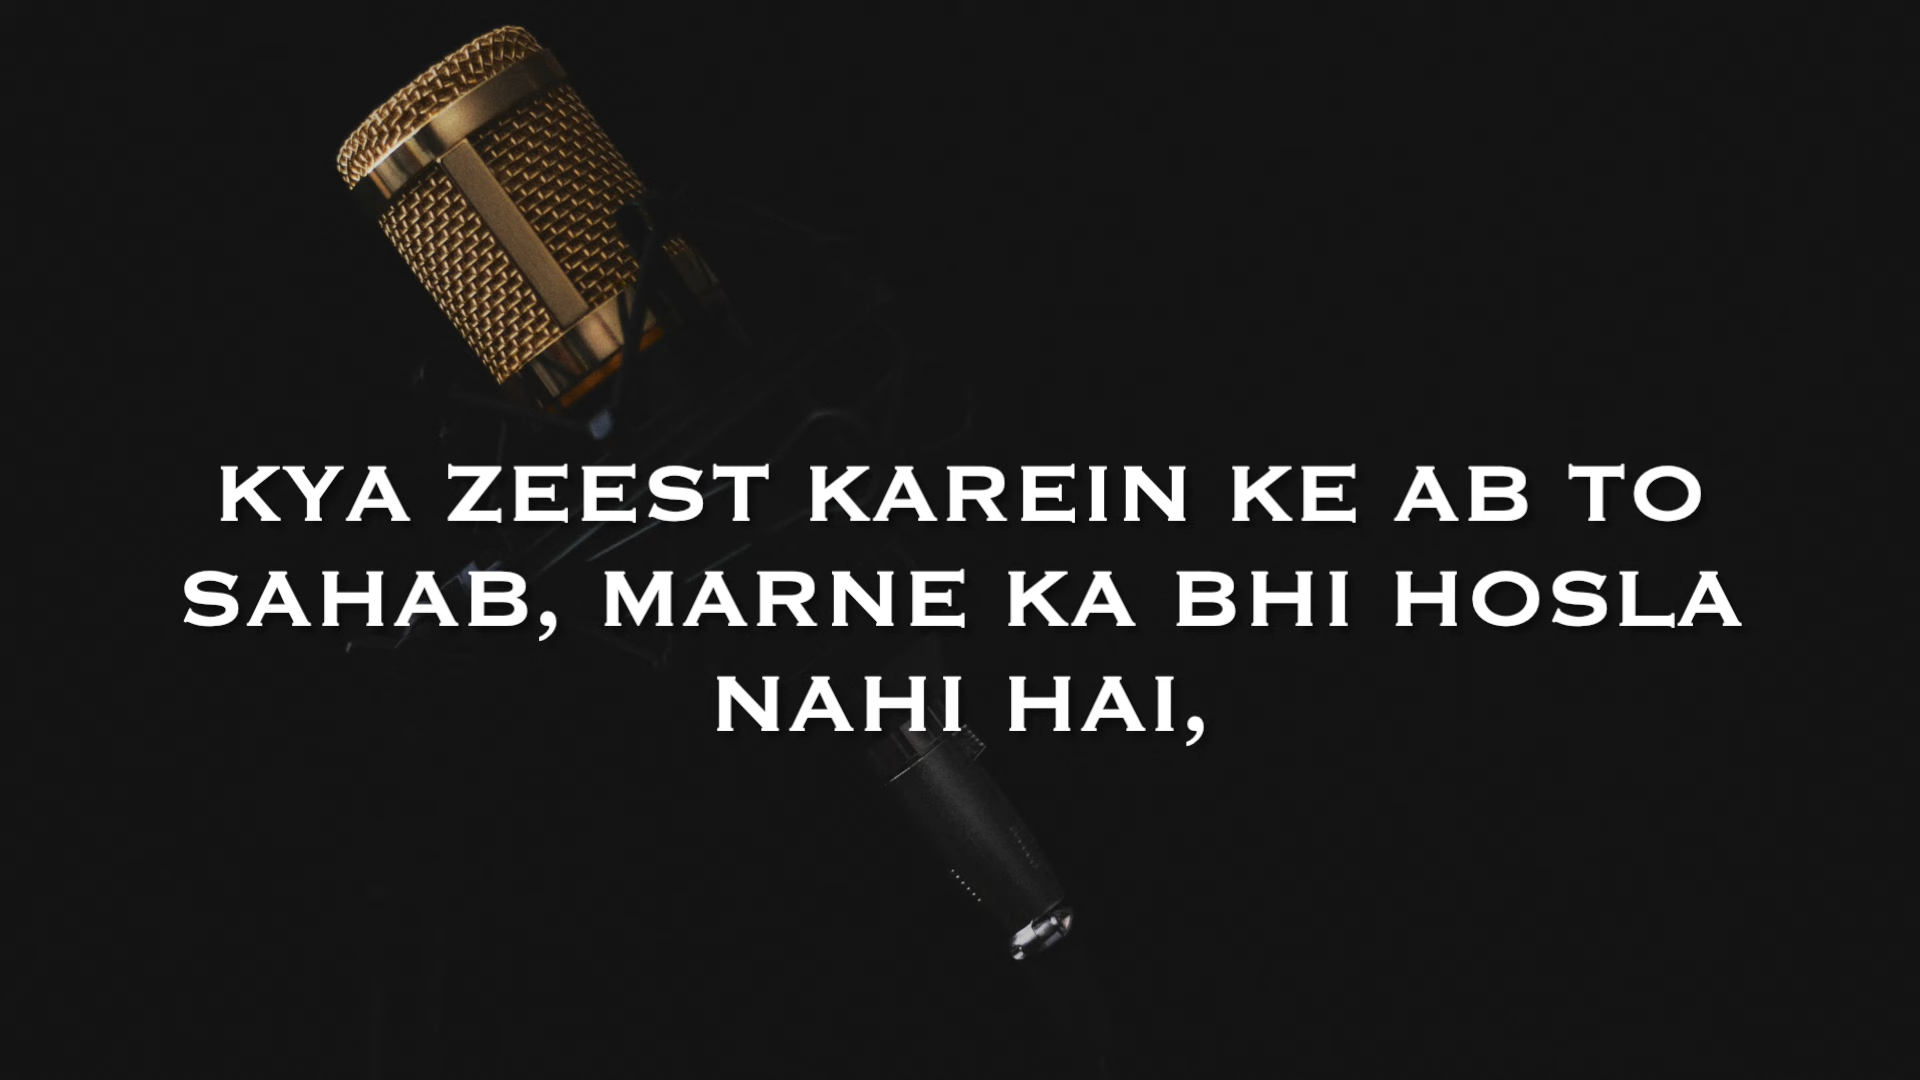 KYA ZEEST KAREIN KE AB TO
SAHAB, MARNE KA BHI HOSLA
NAHI HAI,